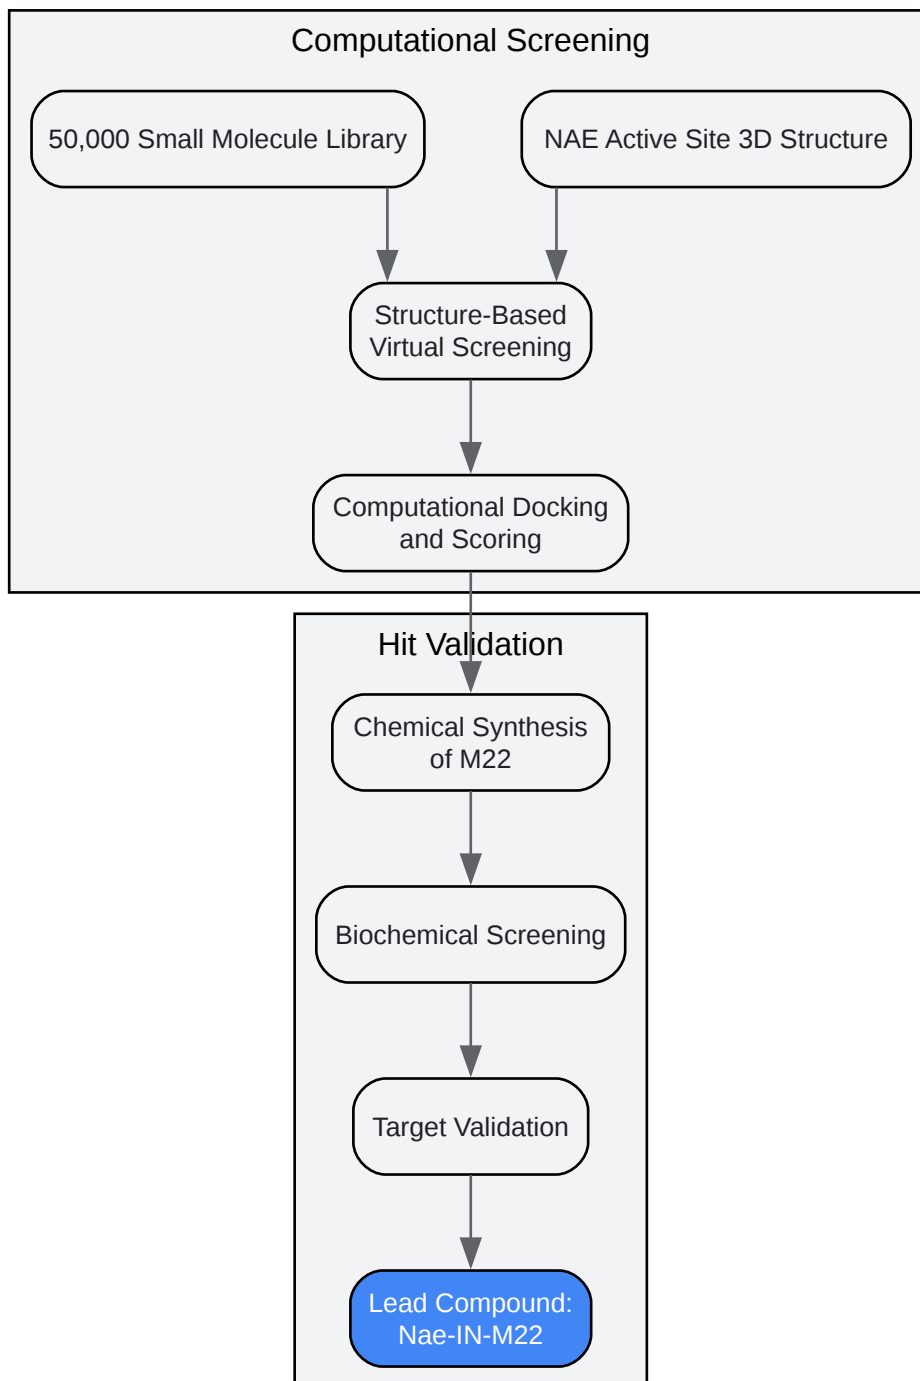 Computational Screening
50,000 Small Molecule Library
NAE Active Site 3D Structure
Structure-Based
Virtual Screening
Computational Docking
and Scoring
Hit Validation
Chemical Synthesis
of M22
Biochemical Screening
Target Validation
Lead Compound:
Nae-IN-M22